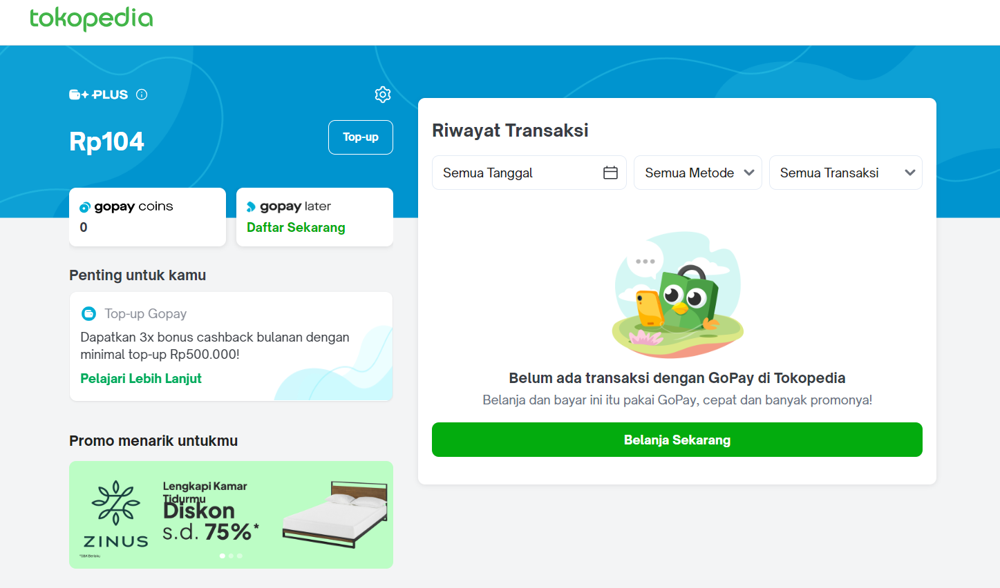 tokopedia
PLUS
Rp104
Top-up
gopay coins
0
gopay later
Daftar Sekarang
Penting untuk kamu
Top-up Gopay
Dapatkan 3x bonus cashback bulanan dengan
minimal top-up Rp500.000!
Pelajari Lebih Lanjut
Promo menarik untukmu
ZINUS
*S&K Berlaku
Lengkapi Kamar
Tidurmu
Diskon
s.d. 75%*
Riwayat Transaksi
Semua Tanggal
Semua Metode
Semua Transaksi
Belum ada transaksi dengan GoPay di Tokopedia
Belanja dan bayar ini itu pakai GoPay, cepat dan banyak promonya!
Belanja Sekarang